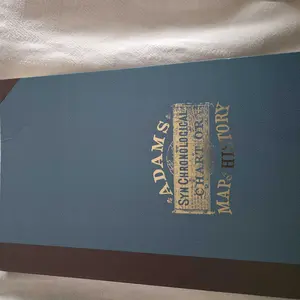 ADAMS'
SYNCHRONOLOGICAL
CHART OR
MAP OF HISTORY